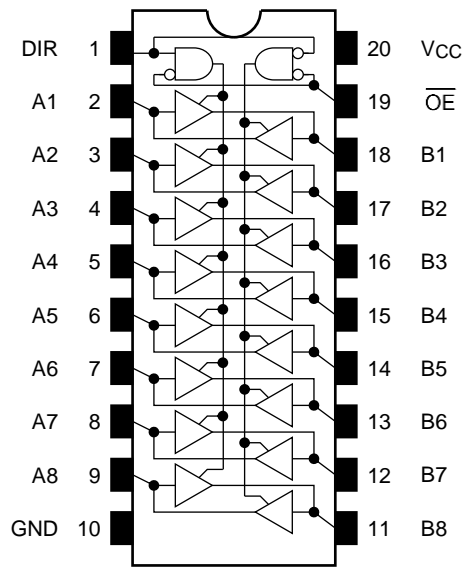 DIR 1 20 VCC
A1 2 19 OE
A2 3 18 B1
A3 4 17 B2
A4 5 16 B3
A5 6 15 B4
A6 7 14 B5
A7 8 13 B6
A8 9 12 B7
GND 10 11 B8